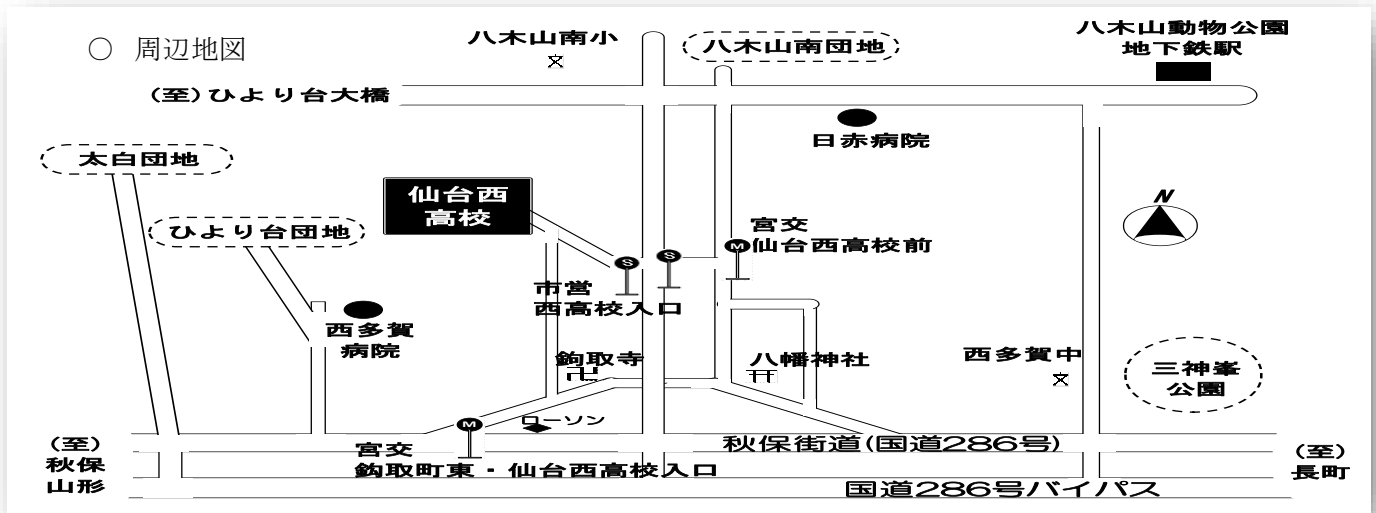 ○ 周辺地図
八木山南小
八木山南団地
八木山動物公園
地下鉄駅
(至)ひより台大橋
日赤病院
太白団地
仙台西
高校
N
ひより台団地
宮交
M
仙台西高校前
S
S
市営
西高校入口
西多賀
病院
鈎取寺
八幡神社
西多賀中
三神峯
公園
M
ローソン
(至)
秋保
山形
宮交
鈎取町東・仙台西高校入口
秋保街道(国道286号)
(至)
長町
国道286号バイパス